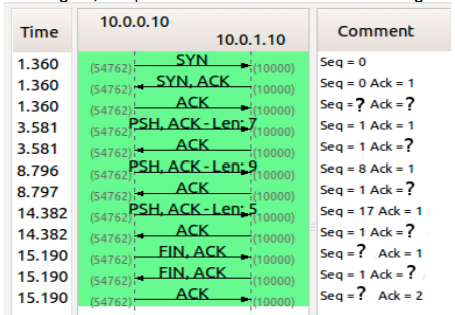 Time 10.0.0.10 10.0.1.10 Comment
1.360 (54762) SYN (10000) Seq = 0
1.360 (54762) SYN, ACK (10000) Seq = 0 Ack = 1
1.360 (54762) ACK (10000) Seq = ? Ack = ?
3.581 (54762) PSH, ACK - Len: 7 (10000) Seq = 1 Ack = 1
3.581 (54762) ACK (10000) Seq = 1 Ack = ?
8.796 (54762) PSH, ACK - Len: 9 (10000) Seq = 8 Ack = 1
8.797 (54762) ACK (10000) Seq = 1 Ack = ?
14.382 (54762) PSH, ACK - Len: 5 (10000) Seq = 17 Ack = 1
14.382 (54762) ACK (10000) Seq = 1 Ack = ?
15.190 (54762) FIN, ACK (10000) Seq = ? Ack = 1
15.190 (54762) FIN, ACK (10000) Seq = 1 Ack = ?
15.190 (54762) ACK (10000) Seq = ? Ack = 2